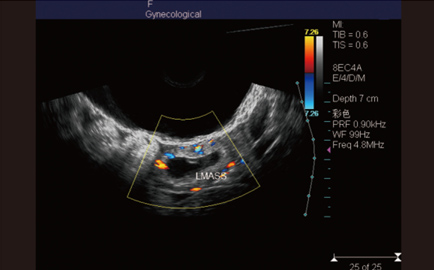 F
Gynecological
7.26
7.26
MI
TIB = 0.6
TIS = 0.6
8EC4A
E/4/D/M
Depth 7 cm
彩色
PRF 0.90kHz
WF 99Hz
Freq 4.8MHz
LMASS
25 of 25